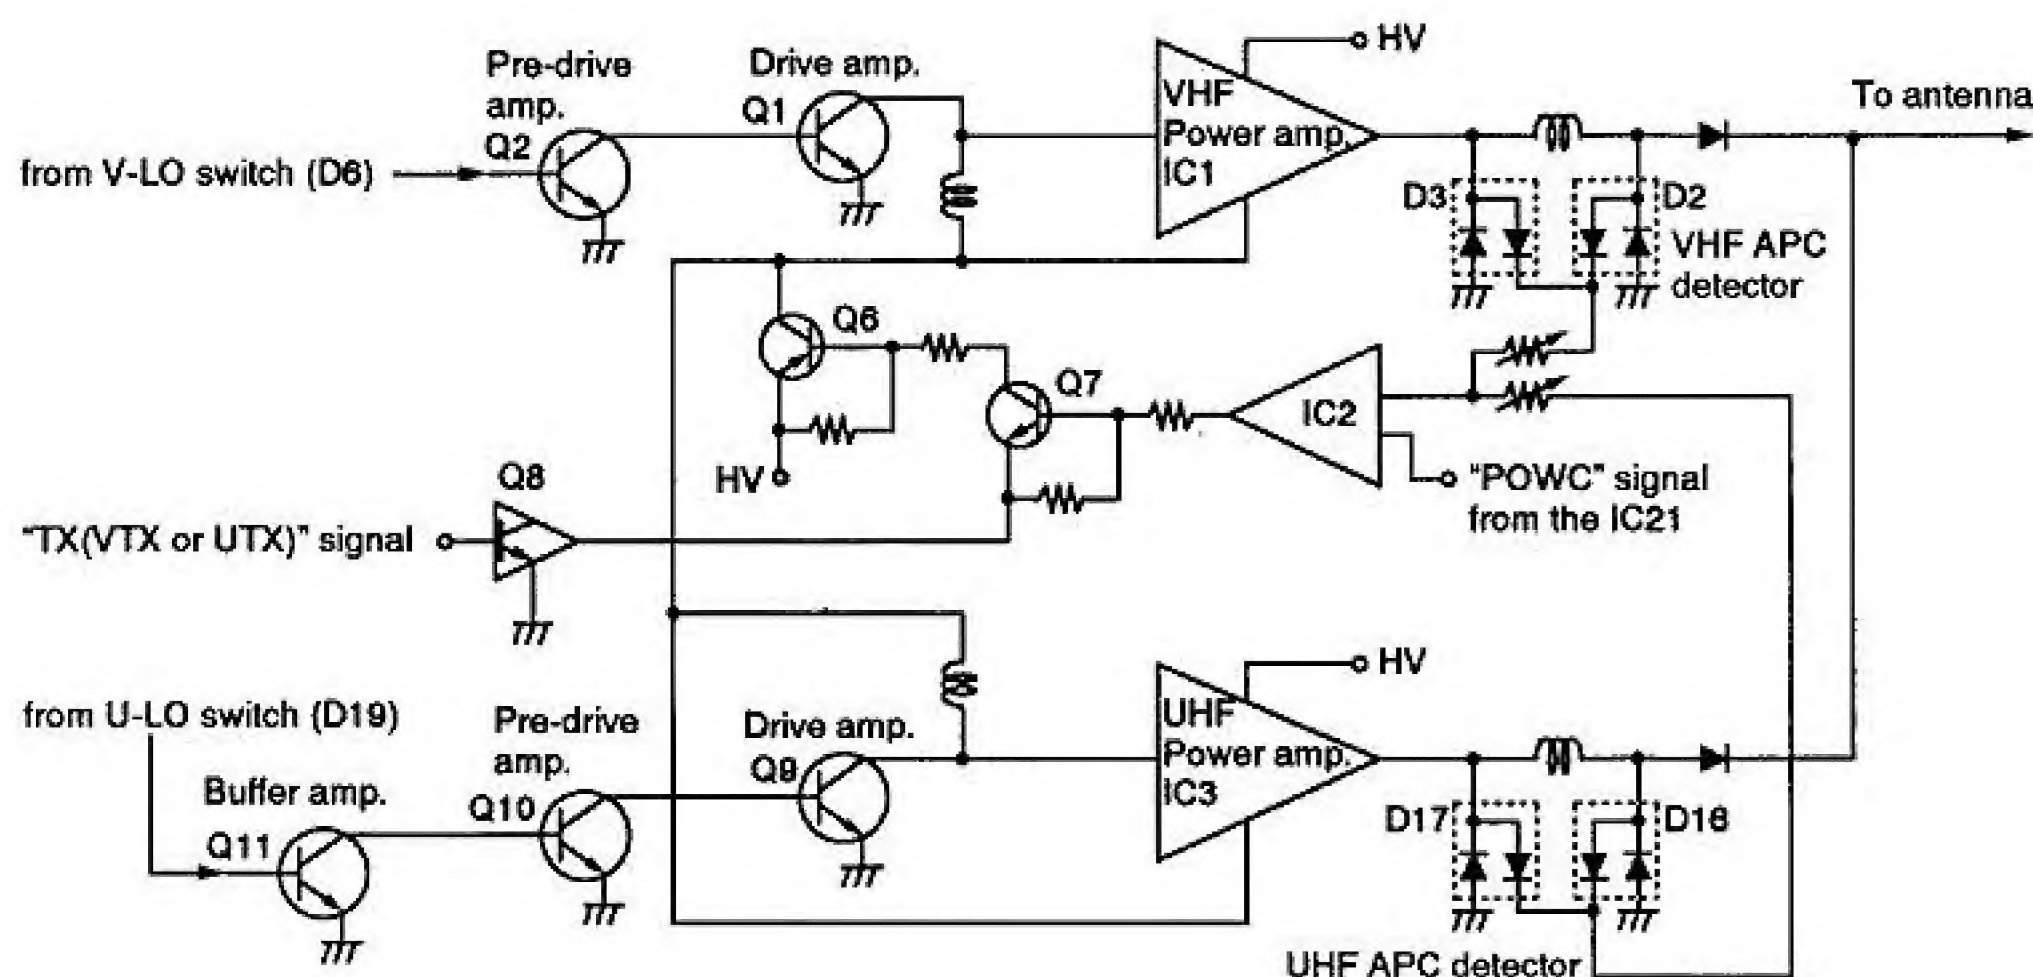 Pre-drive
amp.
Q2
Drive amp.
Q1
HV
VHF
Power amp.
IC1
To antenna
from V-LO switch (D6)
D3
D2
VHF APC
detector
Q6
Q7
IC2
HV
"POWC" signal
from the IC21
Q8
"TX(VTX or UTX)" signal
HV
from U-LO switch (D19)
Pre-drive
amp.
Q10
Drive amp.
Q9
UHF
Power amp.
IC3
Buffer amp.
Q11
D17
D16
UHF APC detector